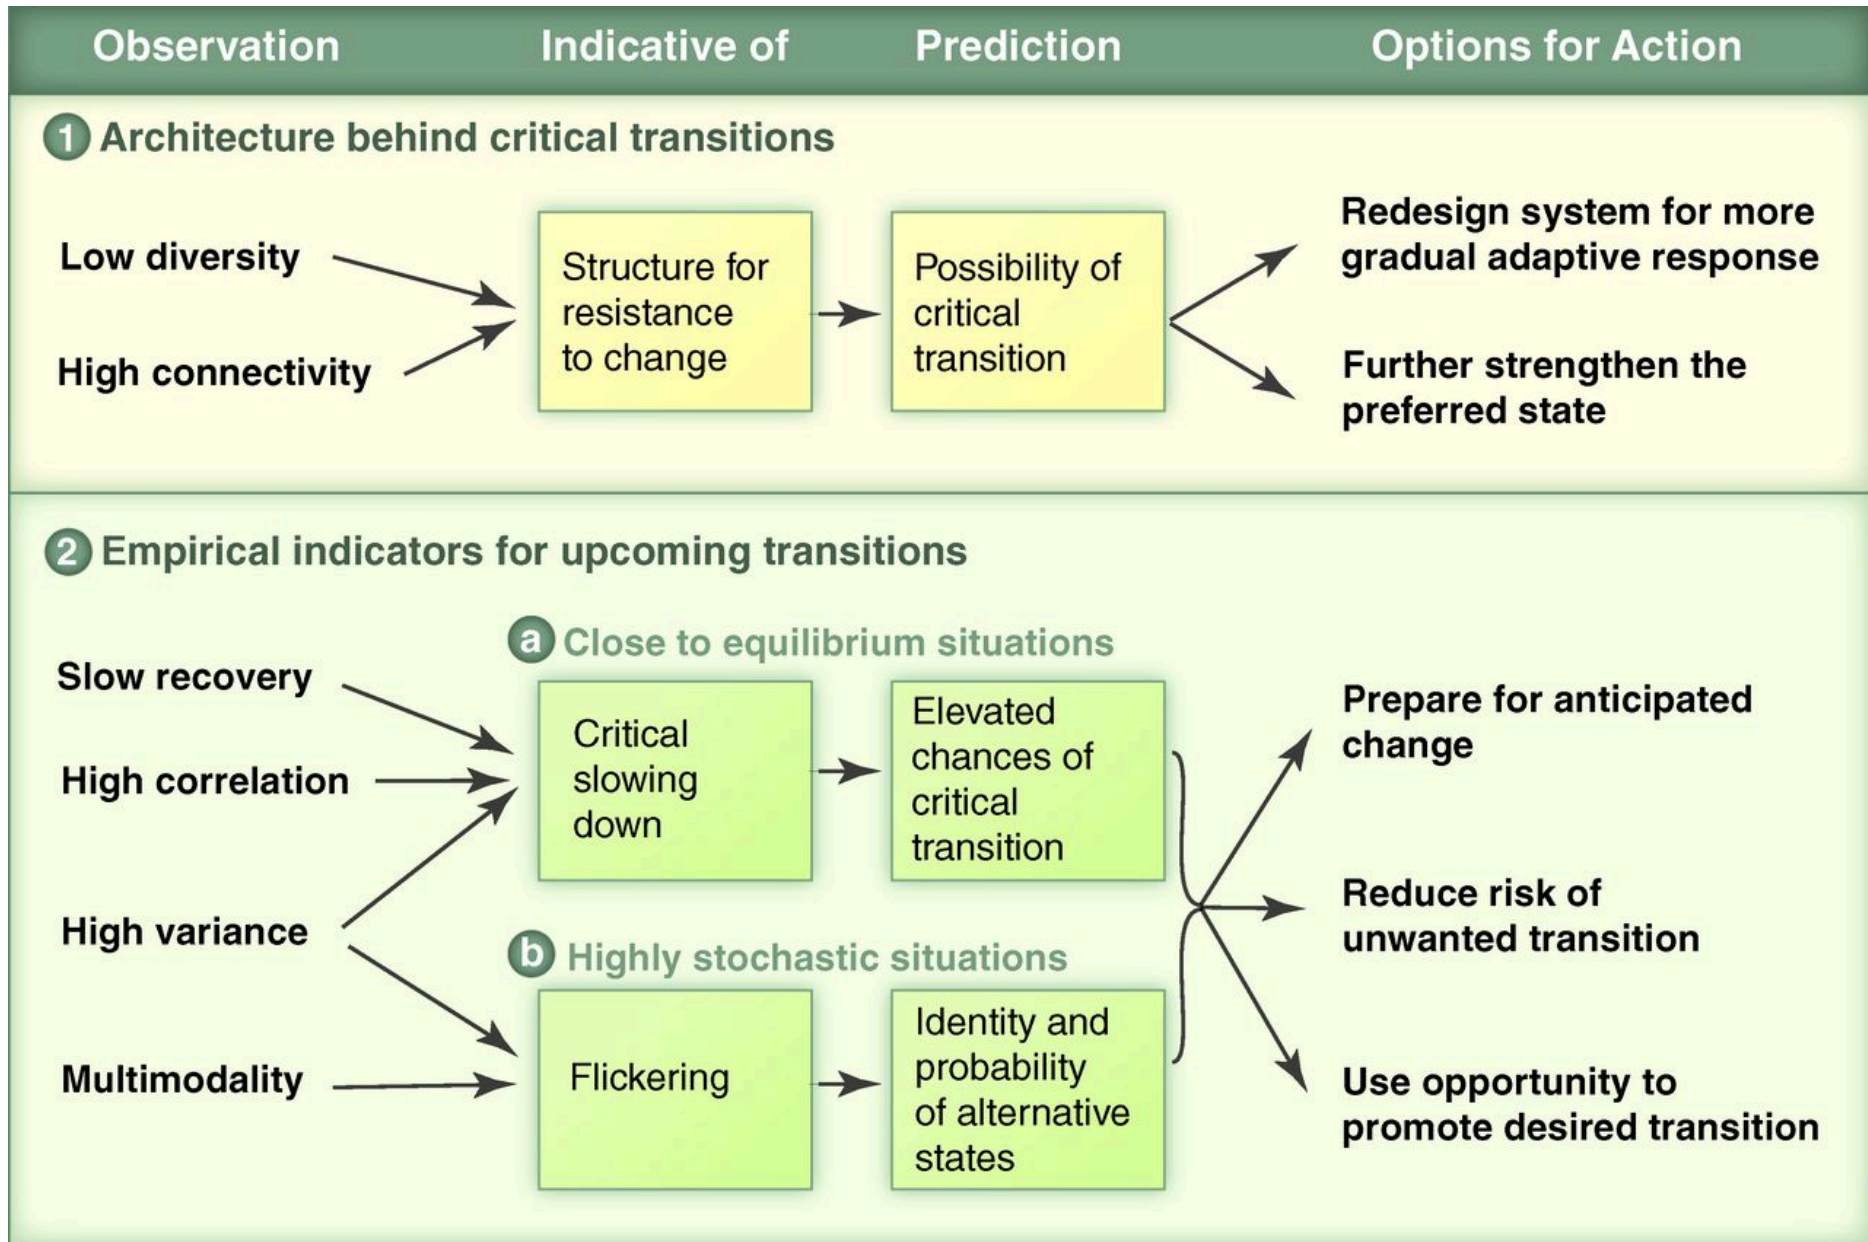 Observation Indicative of Prediction Options for Action
1 Architecture behind critical transitions
Low diversity
High connectivity
Structure for
resistance
to change
Possibility of
critical
transition
Redesign system for more
gradual adaptive response
Further strengthen the
preferred state
2 Empirical indicators for upcoming transitions
Slow recovery
High correlation
High variance
Multimodality
a Close to equilibrium situations
Critical
slowing
down
Elevated
chances of
critical
transition
b Highly stochastic situations
Flickering
Identity and
probability
of alternative
states
Prepare for anticipated
change
Reduce risk of
unwanted transition
Use opportunity to
promote desired transition